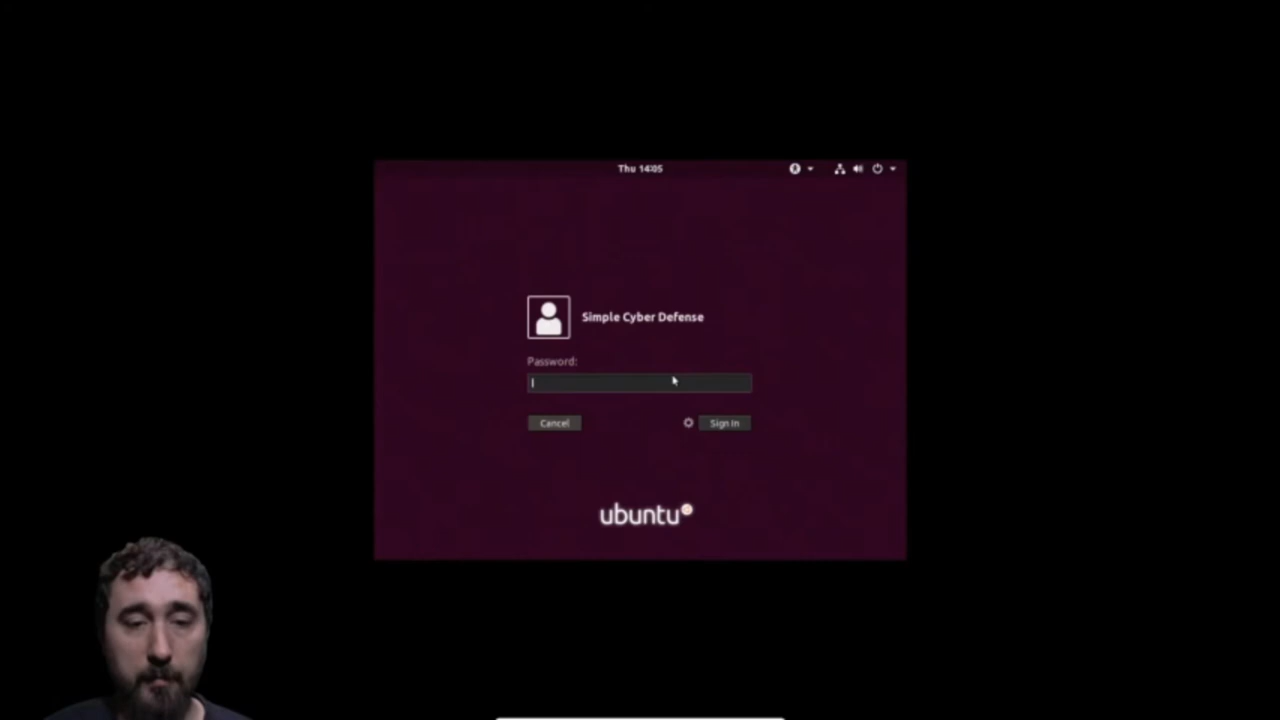 Thu 14:05
Simple Cyber Defense
Password:
Cancel
Sign In
ubuntu